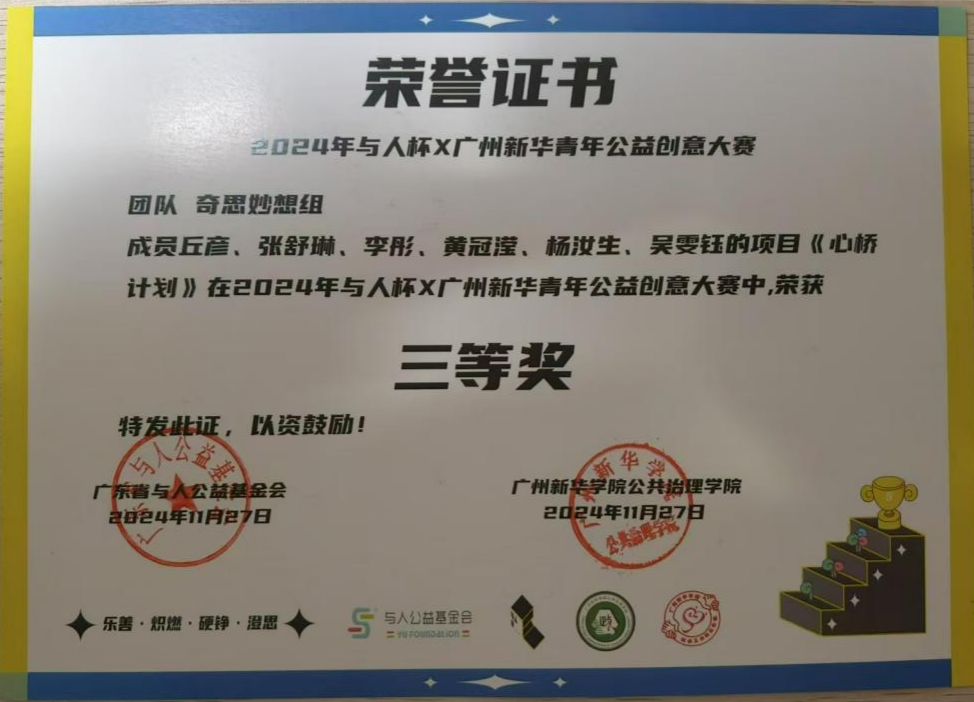 荣誉证书
2024年与人杯X广州新华青年公益创意大赛
团队 奇思妙想组
成员丘彦、张舒琳、李彤、黄冠滢、杨汝生、吴雯钰的项目《心桥
计划》在2024年与人杯X广州新华青年公益创意大赛中,荣获
三等奖
特发此证，以资鼓励！
广东省与人公益基金会
2024年11月27日
广州新华学院公共治理学院
2024年11月27日
乐善·炽燃·硬铮·澄思
与人公益基金会
YU FOUNDATION